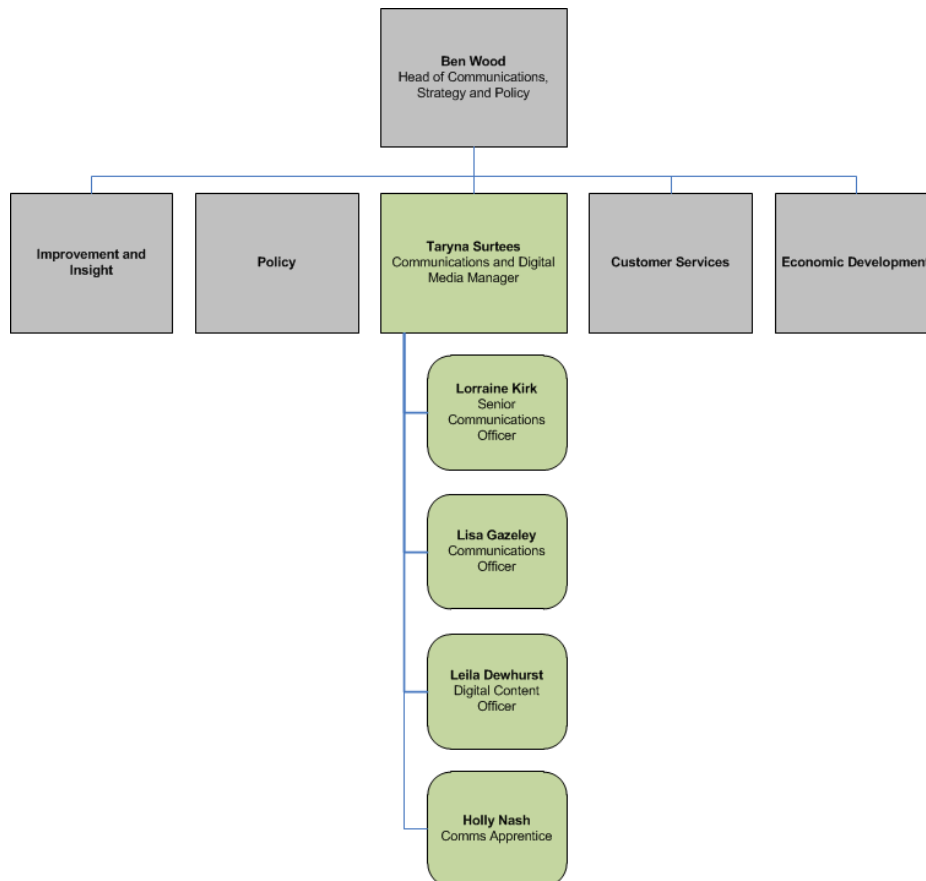 Ben Wood
Head of Communications,
Strategy and Policy
Improvement and
Insight
Policy
Taryna Surtees
Communications and Digital
Media Manager
Customer Services
Economic Development
Lorraine Kirk
Senior
Communications
Officer
Lisa Gazeley
Communications
Officer
Leila Dewhurst
Digital Content
Officer
Holly Nash
Comms Apprentice